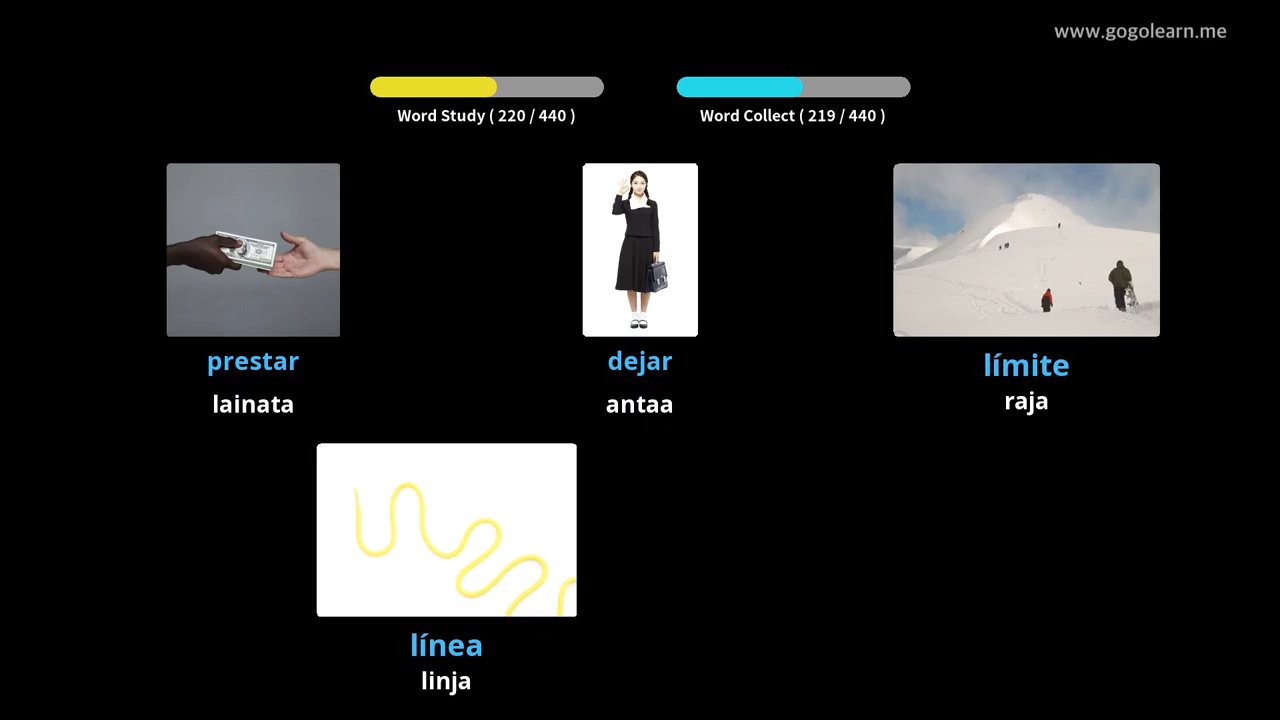 www.gogolearn.me
Word Study ( 220 / 440 )
Word Collect ( 219 / 440 )
prestar
lainata
dejar
antaa
límite
raja
línea
linja